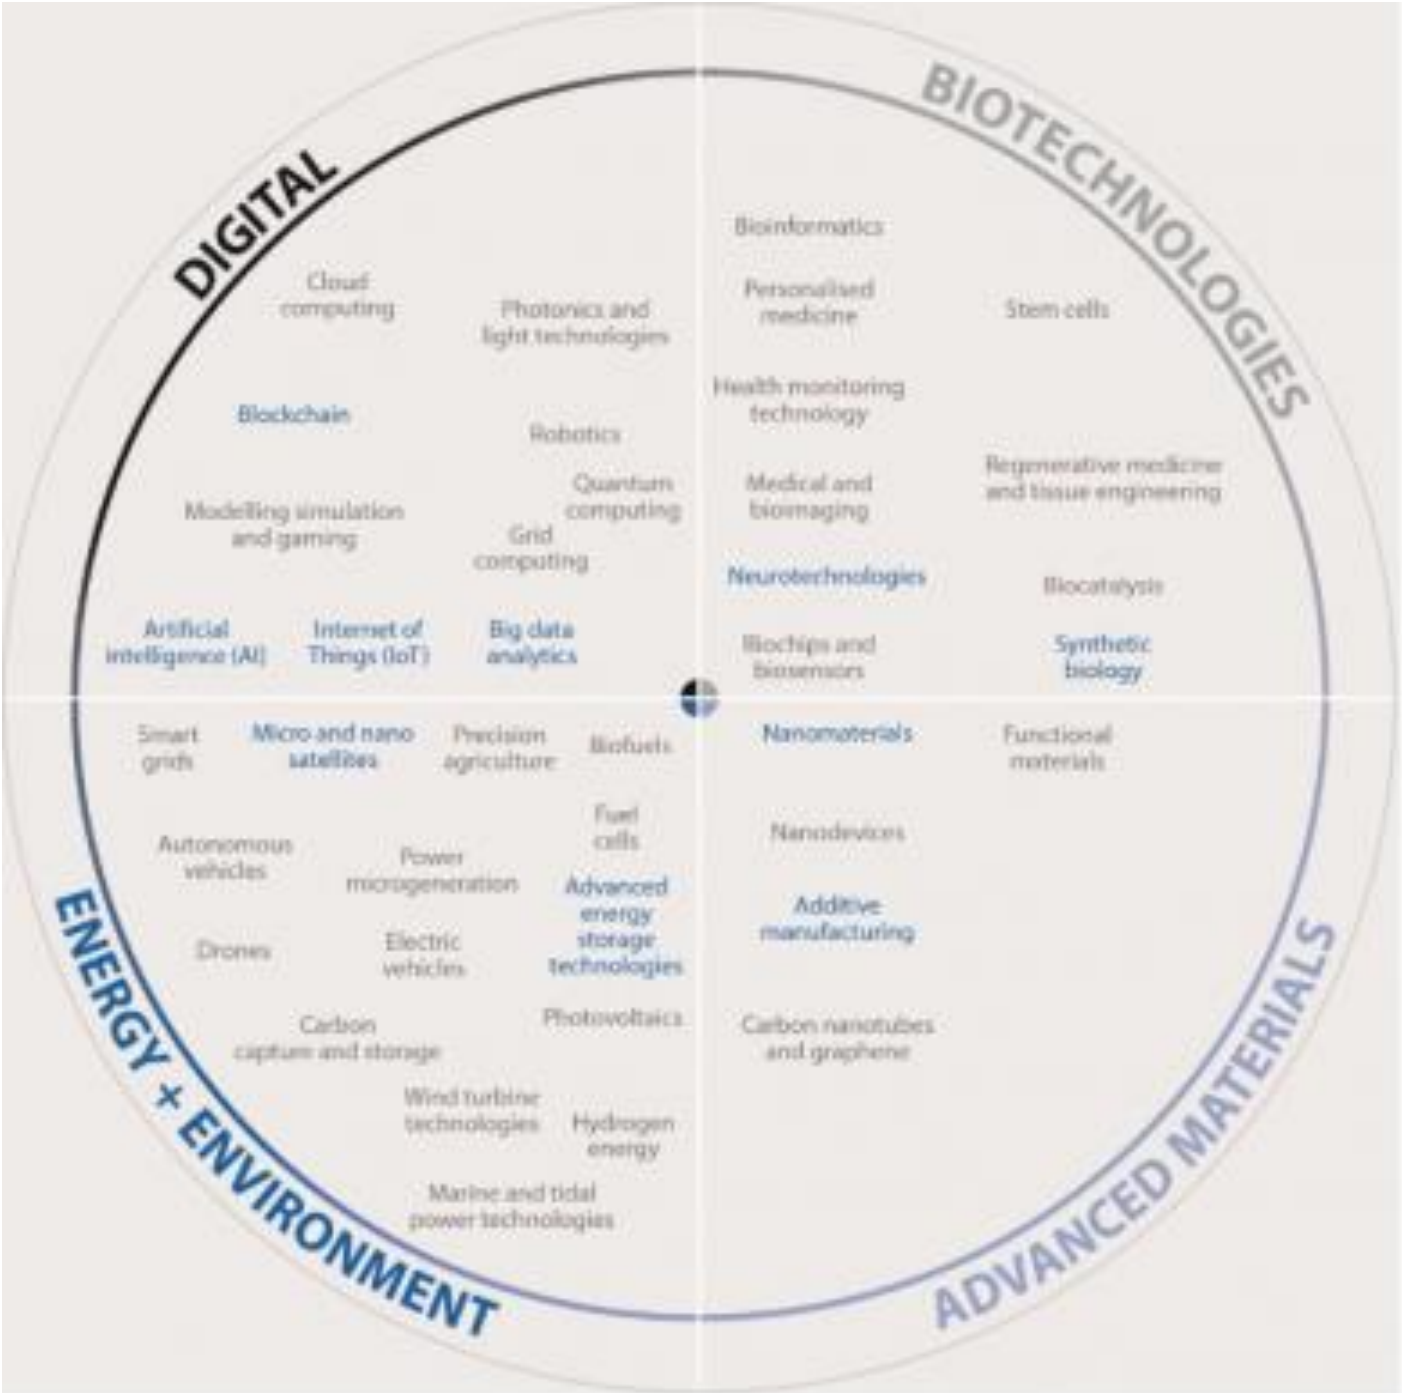 DIGITAL
Cloud
computing
Photonics and
light technologies
Blockchain
Robotics
Quantum
computing
Modelling simulation
and gaming
Grid
computing
Artificial
intelligence (AI)
Internet of
Things (IoT)
Big data
analytics
BIOTECHNOLOGIES
Bioinformatics
Personalised
medicine
Stem cells
Health monitoring
technology
Regenerative medicine
and tissue engineering
Medical and
bioimaging
Neurotechnologies
Biocatalysis
Biochips and
biosensors
Synthetic
biology
ENERGY + ENVIRONMENT
Smart
grids
Micro and nano
satellites
Precision
agriculture
Biofuels
Fuel
cells
Autonomous
vehicles
Power
microgeneration
Advanced
energy
storage
technologies
Drones
Electric
vehicles
Photovoltaics
Carbon
capture and storage
Wind turbine
technologies
Hydrogen
energy
Marine and tidal
power technologies
ADVANCED MATERIALS
Nanomaterials
Functional
materials
Nanodevices
Additive
manufacturing
Carbon nanotubes
and graphene